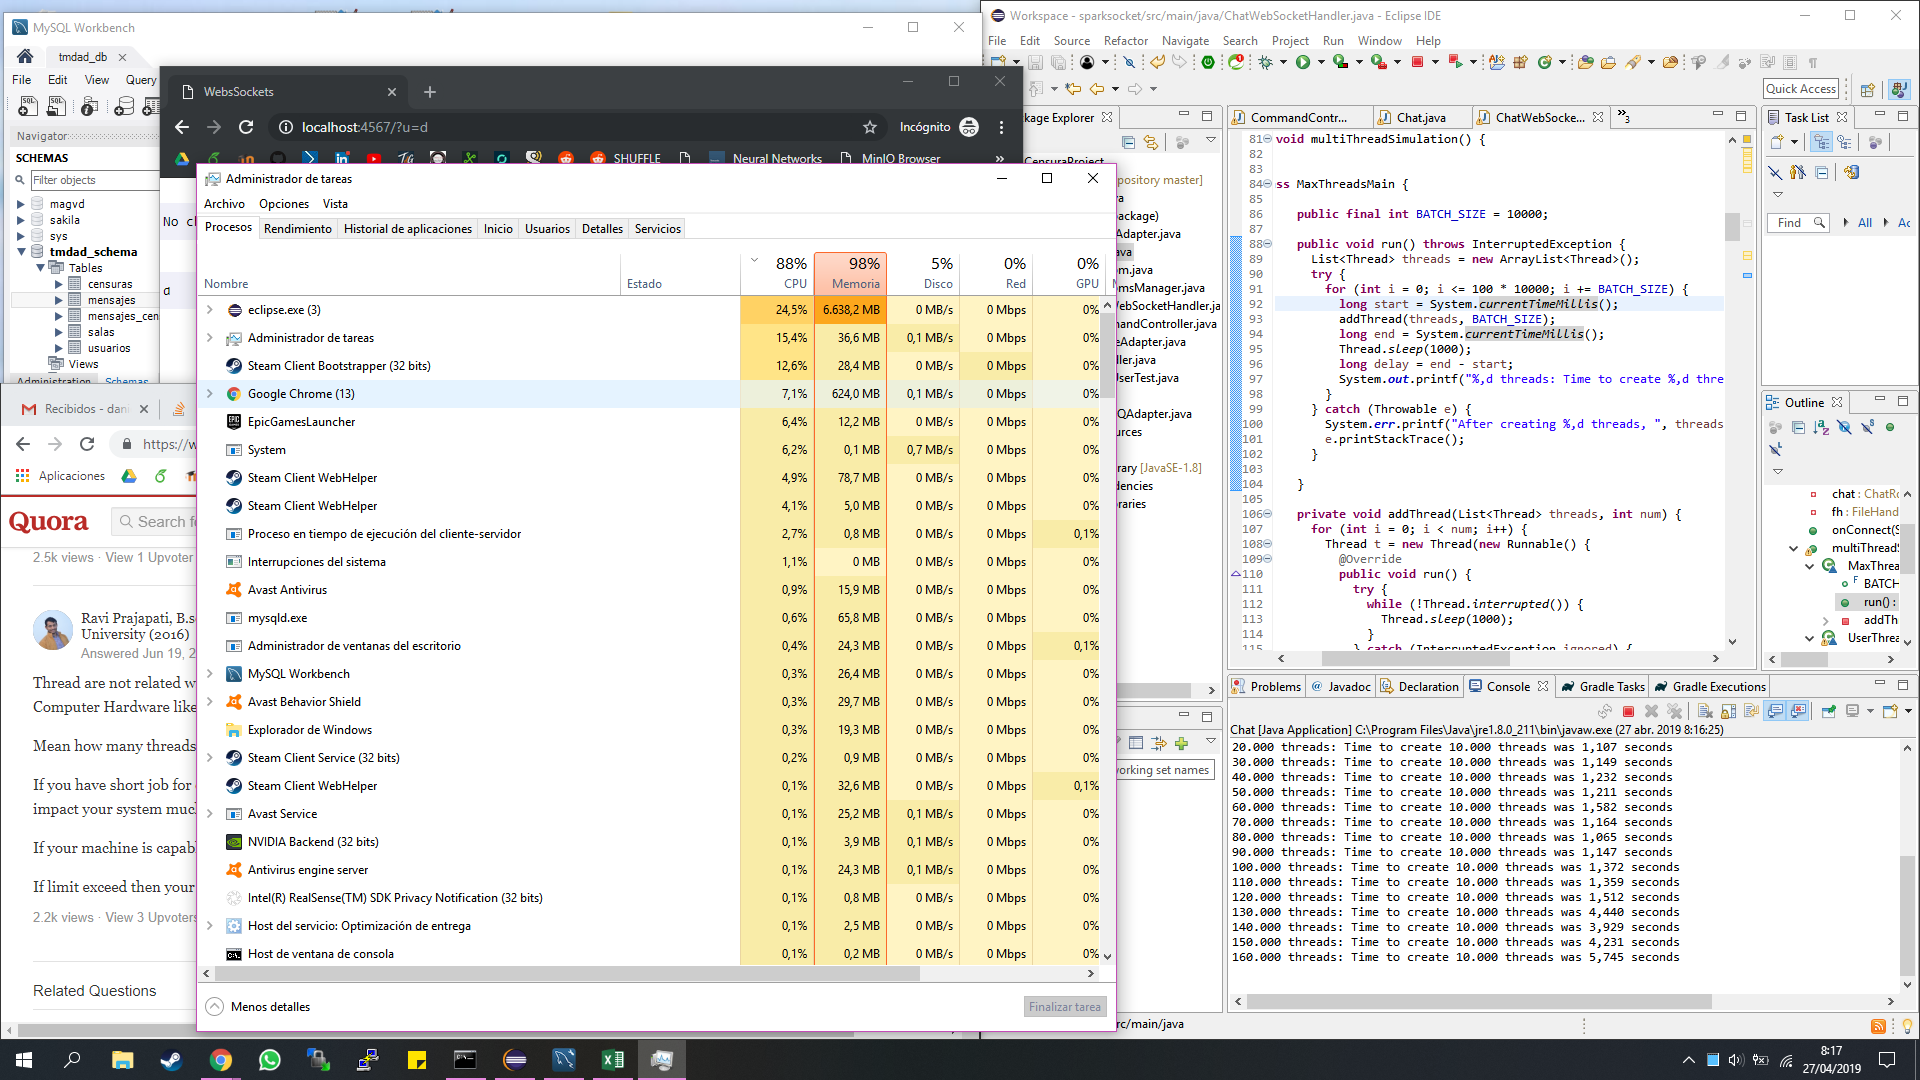 MySQL Workbench
tmdad_db
File Edit View Query
Navigator
SCHEMAS
Filter objects
magvd
sakila
sys
tmdad_schema
Tables
censuras
mensajes
mensajes_cen
salas
usuarios
Views
Administration Schemas
WebsSockets
localhost:4567/?u=d
Incógnito
SHUFFLE
Neural Networks
MinIO Browser
No cl
a
Recibidos - dan
https://w
Aplicaciones
Quora
Search f
2.5k views · View 1 Upvoter
Ravi Prajapati, B.s
University (2016)
Answered Jun 19, 2
Thread are not related w
Computer Hardware like
Mean how many threads
If you have short job for
impact your system muc
If your machine is capab
If limit exceed then your
2.2k views · View 3 Upvoters
Related Questions
Administrador de tareas
Archivo Opciones Vista
Procesos Rendimiento Historial de aplicaciones Inicio Usuarios Detalles Servicios
88% 98% 5% 0% 0%
Nombre Estado CPU Memoria Disco Red GPU
eclipse.exe (3) 24,5% 6.638,2 MB 0 MB/s 0 Mbps 0%
Administrador de tareas 15,4% 36,6 MB 0,1 MB/s 0 Mbps 0%
Steam Client Bootstrapper (32 bits) 12,6% 28,4 MB 0 MB/s 0 Mbps 0%
Google Chrome (13) 7,1% 624,0 MB 0,1 MB/s 0 Mbps 0%
EpicGamesLauncher 6,4% 12,2 MB 0 MB/s 0 Mbps 0%
System 6,2% 0,1 MB 0,7 MB/s 0 Mbps 0%
Steam Client WebHelper 4,9% 78,7 MB 0 MB/s 0 Mbps 0%
Steam Client WebHelper 4,1% 5,0 MB 0 MB/s 0 Mbps 0%
Proceso en tiempo de ejecución del cliente-servidor 2,7% 0,8 MB 0 MB/s 0 Mbps 0,1%
Interrupciones del sistema 1,1% 0 MB 0 MB/s 0 Mbps 0%
Avast Antivirus 0,9% 15,9 MB 0 MB/s 0 Mbps 0%
mysqld.exe 0,6% 65,8 MB 0 MB/s 0 Mbps 0%
Administrador de ventanas del escritorio 0,4% 24,3 MB 0 MB/s 0 Mbps 0,1%
MySQL Workbench 0,3% 26,4 MB 0 MB/s 0 Mbps 0%
Avast Behavior Shield 0,3% 29,7 MB 0 MB/s 0 Mbps 0%
Explorador de Windows 0,3% 19,3 MB 0 MB/s 0 Mbps 0%
Steam Client Service (32 bits) 0,2% 0,9 MB 0 MB/s 0 Mbps 0%
Steam Client WebHelper 0,1% 32,6 MB 0 MB/s 0 Mbps 0,1%
Avast Service 0,1% 25,2 MB 0,1 MB/s 0 Mbps 0%
NVIDIA Backend (32 bits) 0,1% 3,9 MB 0,1 MB/s 0 Mbps 0%
Antivirus engine server 0,1% 24,3 MB 0,1 MB/s 0 Mbps 0%
Intel(R) RealSense(TM) SDK Privacy Notification (32 bits) 0,1% 0,8 MB 0 MB/s 0 Mbps 0%
Host del servicio: Optimización de entrega 0,1% 2,5 MB 0 MB/s 0 Mbps 0%
Host de ventana de consola 0,1% 0,2 MB 0 MB/s 0 Mbps 0%
Menos detalles
Finalizar tarea
Workspace - sparksocket/src/main/java/ChatWebSocketHandler.java - Eclipse IDE
File Edit Source Refactor Navigate Search Project Run Window Help
Quick Access
kage Explorer
CensuraProject
pository master]
va
package)
Adapter.java
ava
om.java
omsManager.java
WebSocketHandler.java
mandController.java
eAdapter.java
ller.java
UserTest.java
QAdapter.java
ources
rary [JavaSE-1.8]
dencies
braries
orking set names
CommandContr... Chat.java ChatWebSocke... »3
81 void multiThreadSimulation() {
82
83
84 ss MaxThreadsMain {
85
86 public final int BATCH_SIZE = 10000;
87
88 public void run() throws InterruptedException {
89 List<Thread> threads = new ArrayList<Thread>();
90 try {
91 for (int i = 0; i <= 100 * 10000; i += BATCH_SIZE) {
92 long start = System.currentTimeMillis();
93 addThread(threads, BATCH_SIZE);
94 long end = System.currentTimeMillis();
95 Thread.sleep(1000);
96 long delay = end - start;
97 System.out.printf("%,d threads: Time to create %,d thre
98 }
99 } catch (Throwable e) {
100 System.err.printf("After creating %,d threads, ", threads
101 e.printStackTrace();
102 }
103
104 }
105
106 private void addThread(List<Thread> threads, int num) {
107 for (int i = 0; i < num; i++) {
108 Thread t = new Thread(new Runnable() {
109 @Override
110 public void run() {
111 try {
112 while (!Thread.interrupted()) {
113 Thread.sleep(1000);
114 }
115 } catch (InterruptedException ignored) {
Task List
Find All Ac
Outline
chat : ChatRo
fh : FileHand
onConnect(S
multiThreadS
MaxThrea
BATCH
run() :
addTh
UserThrea
Problems Javadoc Declaration Console Gradle Tasks Gradle Executions
Chat [Java Application] C:\Program Files\Java\jre1.8.0_211\bin\javaw.exe (27 abr. 2019 8:16:25)
20.000 threads: Time to create 10.000 threads was 1,107 seconds
30.000 threads: Time to create 10.000 threads was 1,149 seconds
40.000 threads: Time to create 10.000 threads was 1,232 seconds
50.000 threads: Time to create 10.000 threads was 1,211 seconds
60.000 threads: Time to create 10.000 threads was 1,582 seconds
70.000 threads: Time to create 10.000 threads was 1,164 seconds
80.000 threads: Time to create 10.000 threads was 1,065 seconds
90.000 threads: Time to create 10.000 threads was 1,147 seconds
100.000 threads: Time to create 10.000 threads was 1,372 seconds
110.000 threads: Time to create 10.000 threads was 1,359 seconds
120.000 threads: Time to create 10.000 threads was 1,512 seconds
130.000 threads: Time to create 10.000 threads was 4,440 seconds
140.000 threads: Time to create 10.000 threads was 3,929 seconds
150.000 threads: Time to create 10.000 threads was 4,231 seconds
160.000 threads: Time to create 10.000 threads was 5,745 seconds
rc/main/java
8:17
27/04/2019